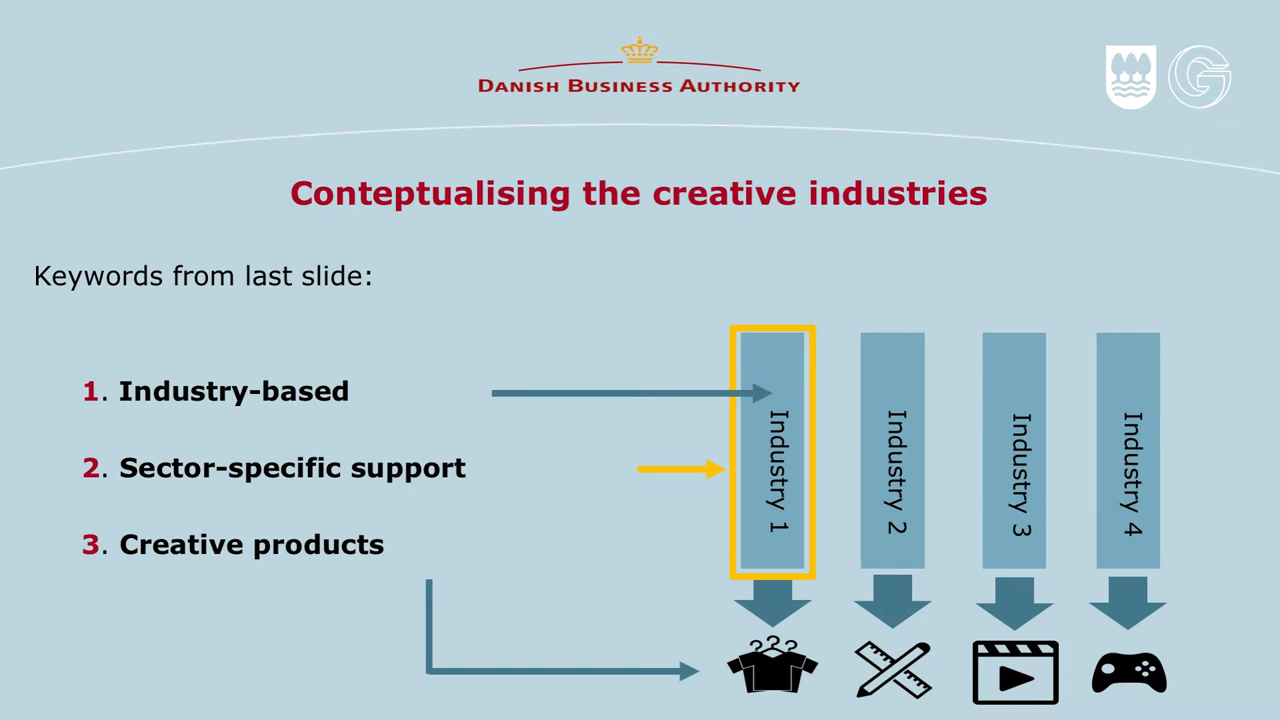 DANISH BUSINESS AUTHORITY
G
Conteptualising the creative industries
Keywords from last slide:
1. Industry-based
2. Sector-specific support
3. Creative products
Industry 1
Industry 2
Industry 3
Industry 4